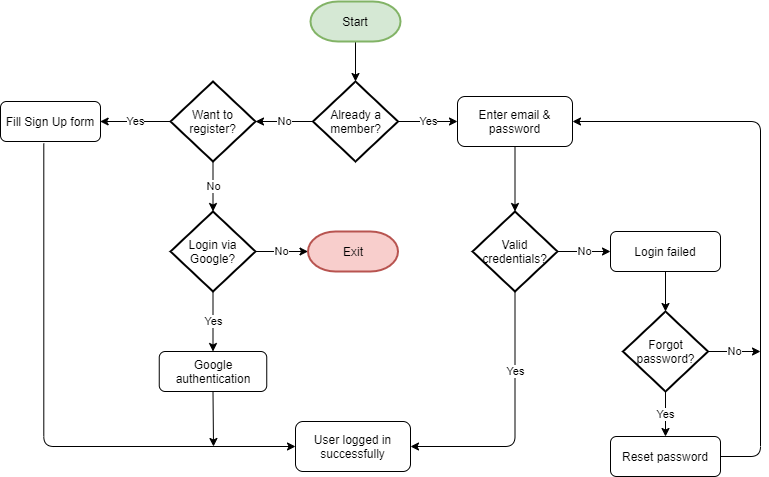 Start
Want to
register?
Already a
member?
Enter email &
password
Fill Sign Up form
Yes
No
Yes
No
Login via
Google?
No
Exit
Valid
credentials?
No
Login failed
Yes
Google
authentication
Yes
Forgot
password?
No
Yes
User logged in
successfully
Reset password